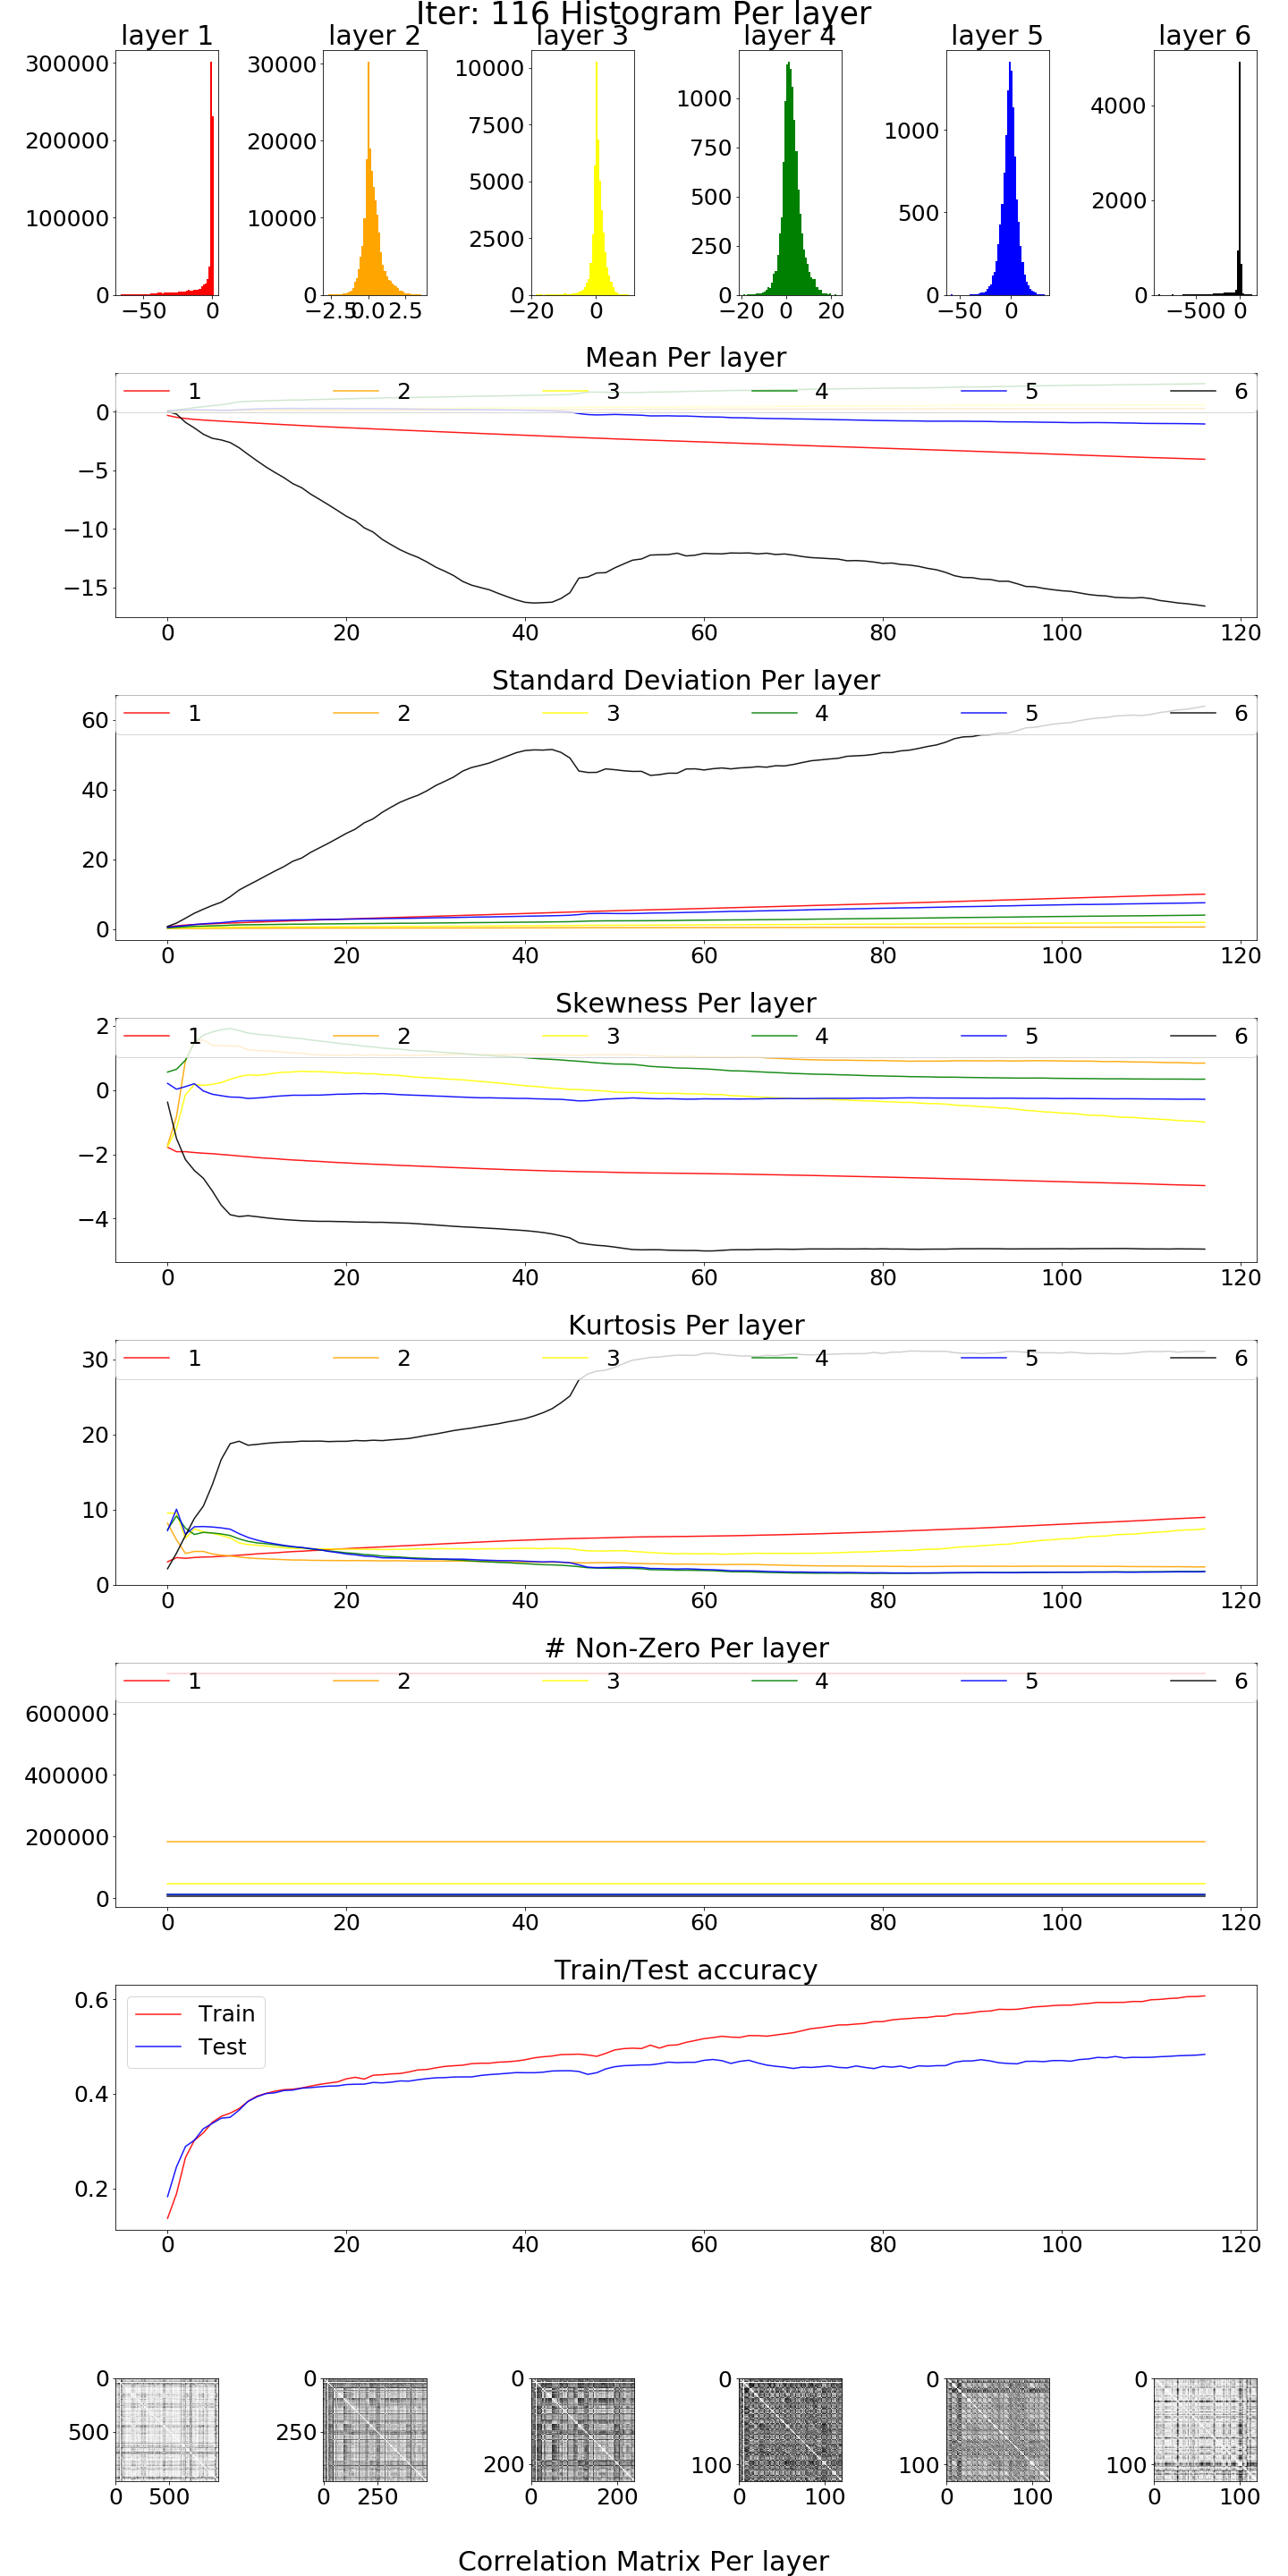 Iter: 116 Histogram Per layer
layer 1 layer 2 layer 3 layer 4 layer 5 layer 6
300000 200000 100000 0
−50 0
30000 20000 10000 0
−2.5 0.0 2.5
10000 7500 5000 2500 0
−20 0
1000 750 500 250 0
−20 0 20
1000 500 0
−50 0
4000 2000 0
−500 0
Mean Per layer
1 2 3 4 5 6
0
−5
−10
−15
0 20 40 60 80 100 120
Standard Deviation Per layer
1 2 3 4 5 6
60
40
20
0
0 20 40 60 80 100 120
Skewness Per layer
1 2 3 4 5 6
2
0
−2
−4
0 20 40 60 80 100 120
Kurtosis Per layer
1 2 3 4 5 6
30
20
10
0
0 20 40 60 80 100 120
# Non-Zero Per layer
1 2 3 4 5 6
600000
400000
200000
0
0 20 40 60 80 100 120
Train/Test accuracy
Train
Test
0.6
0.4
0.2
0 20 40 60 80 100 120
0 500
0 500
0 250
0 250
0 200
0 200
0 100
0 100
0 100
0 100
0 100
0 100
Correlation Matrix Per layer